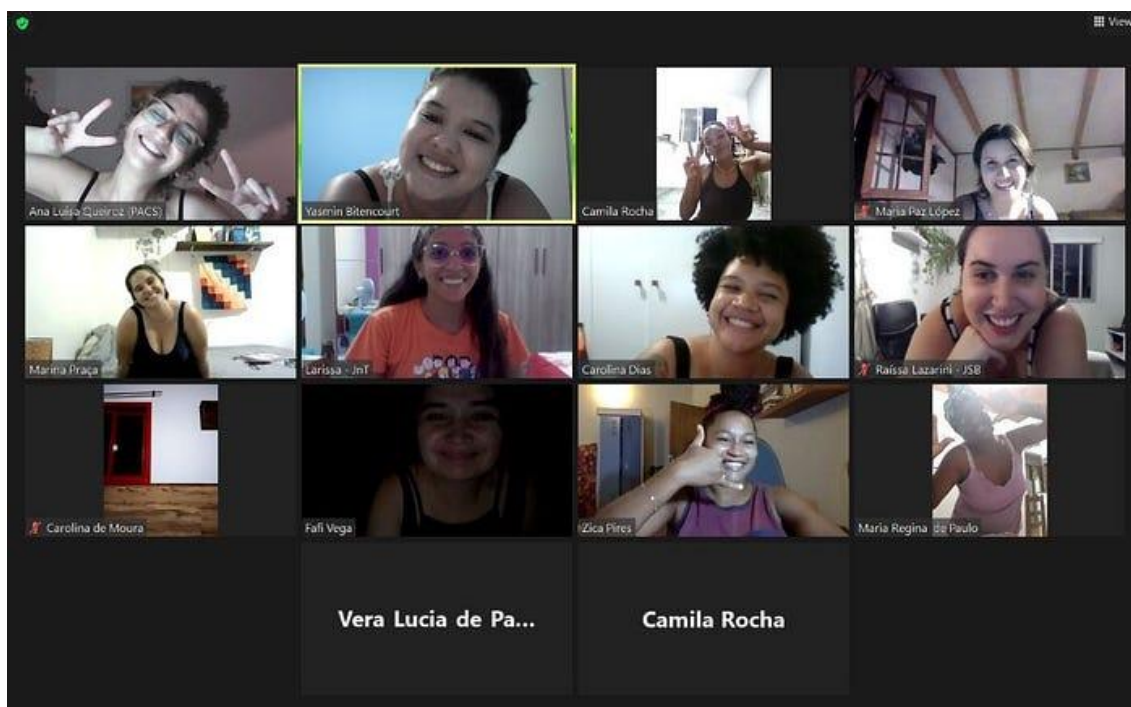 View
Ana Luisa Queiroz (PACS)
Yasmin Bitencourt
Camila Rocha
Maria Paz López
Marina Praça
Larissa - JnT
Carolina Dias
Raíssa Lazarini - JSB
Carolina de Moura
Fafi Vega
Zica Pires
Maria Regina de Paulo
Vera Lucia de Pa...
Camila Rocha